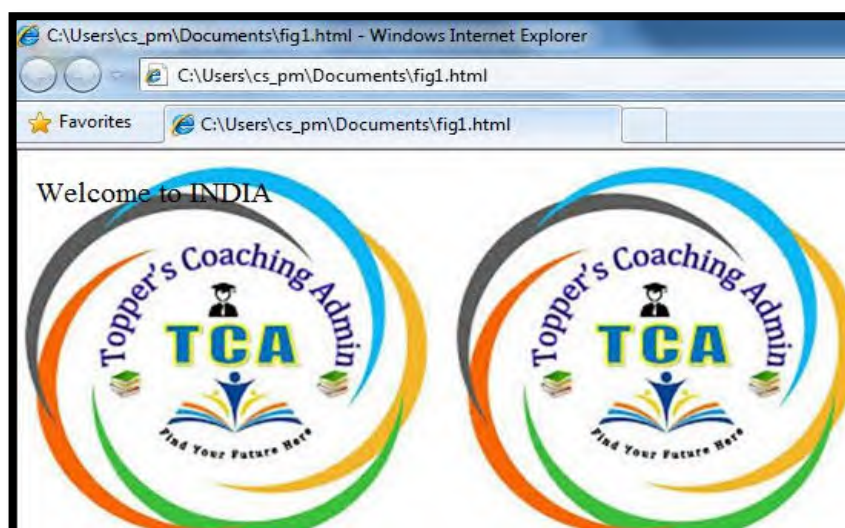 C:\Users\cs_pm\Documents\fig1.html - Windows Internet Explorer
C:\Users\cs_pm\Documents\fig1.html
Favorites
C:\Users\cs_pm\Documents\fig1.html
Welcome to INDIA
Topper's Coaching Admin
TCA
Find Your Future Here
Topper's Coaching Admin
TCA
Find Your Future Here